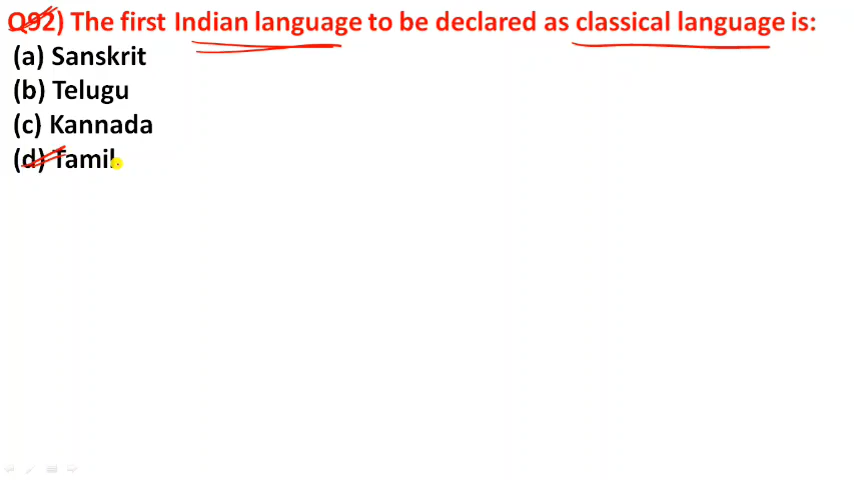 Q92) The first Indian language to be declared as classical language is:
(a) Sanskrit
(b) Telugu
(c) Kannada
(d) Tamil